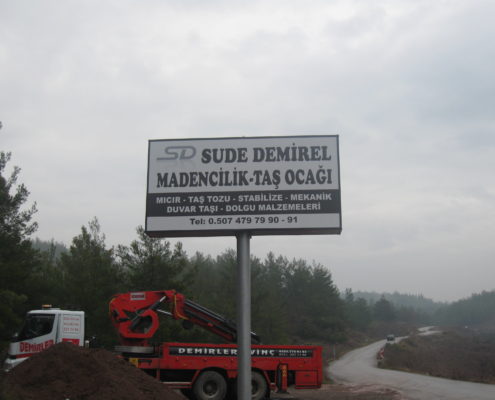 SD SUDE DEMİREL
MADENCİLİK-TAŞ OCAĞI
MICIR - TAŞ TOZU - STABİLİZE - MEKANİK
DUVAR TAŞI - DOLGU MALZEMELERİ
Tel: 0.507 479 79 90 - 91
DEMİRLER VİNÇ
DEMİRLER